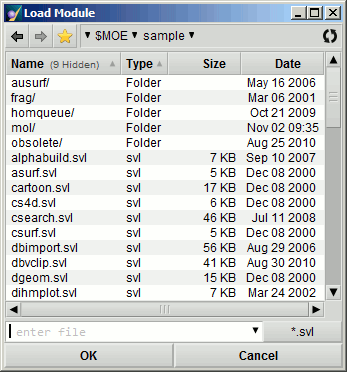 Load Module
$MOE sample
Name (9 Hidden) Type Size Date
ausurf/ Folder May 16 2006
frag/ Folder Mar 06 2001
homqueue/ Folder Oct 21 2009
mol/ Folder Nov 02 09:35
obsolete/ Folder Aug 25 2010
alphabuild.svl svl 7 KB Sep 10 2007
asurf.svl svl 5 KB Dec 08 2000
cartoon.svl svl 17 KB Dec 08 2000
cs4d.svl svl 6 KB Dec 08 2000
csearch.svl svl 46 KB Jul 11 2008
csurf.svl svl 5 KB Dec 08 2000
dbimport.svl svl 56 KB Aug 29 2006
dbvclip.svl svl 41 KB Aug 30 2010
dgeom.svl svl 15 KB Dec 08 2000
dihmplot.svl svl 2 KB Mar 24 2002
enter file *.svl
OK Cancel